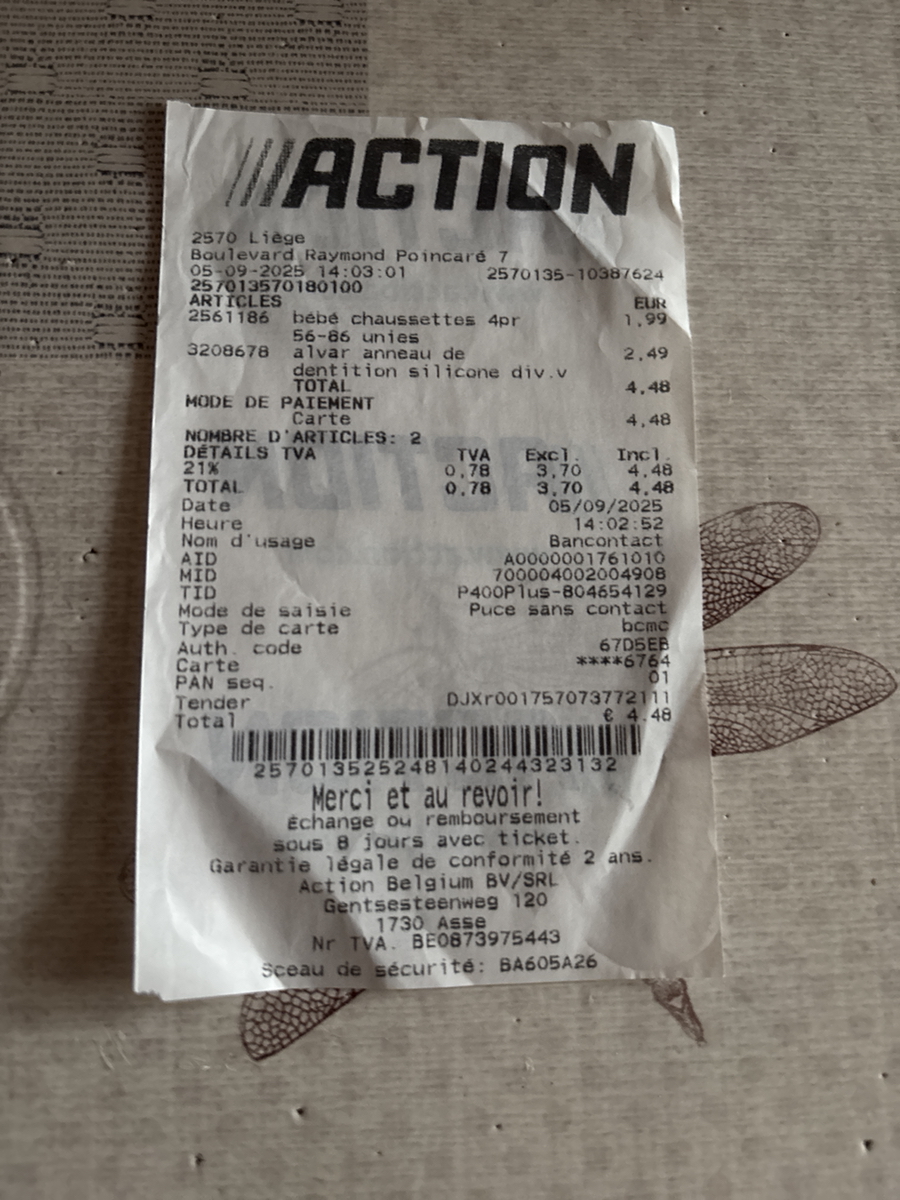 ACTION
2570 Liège
Boulevard Raymond Poincaré 7
05-09-2025 14:03:01 2570135-10387624
257013570180100
ARTICLES EUR
2561186 bébé chaussettes 4pr 1,99
56-86 unies
3208678 alvar anneau de 2,49
dentition silicone div.v
TOTAL 4,48
MODE DE PAIEMENT
Carte 4,48
NOMBRE D'ARTICLES: 2
DÉTAILS TVA TVA Excl. Incl.
21% 0,78 3,70 4,48
TOTAL 0,78 3,70 4,48
Date 05/09/2025
Heure 14:02:52
Nom d'usage Bancontact
AID A0000001761010
MID 700004002004908
TID P400Plus-804654129
Mode de saisie Puce sans contact
Type de carte bcmc
Auth. code 67D5EB
Carte ****6764
PAN seq. 01
Tender DJXr001757073772111
Total € 4.48
257013525248140244323132
Merci et au revoir!
Échange ou remboursement
sous 8 jours avec ticket.
Garantie légale de conformité 2 ans.
Action Belgium BV/SRL
Gentsesteenweg 120
1730 Asse
Nr TVA. BE0873975443
Sceau de sécurité: BA605A26